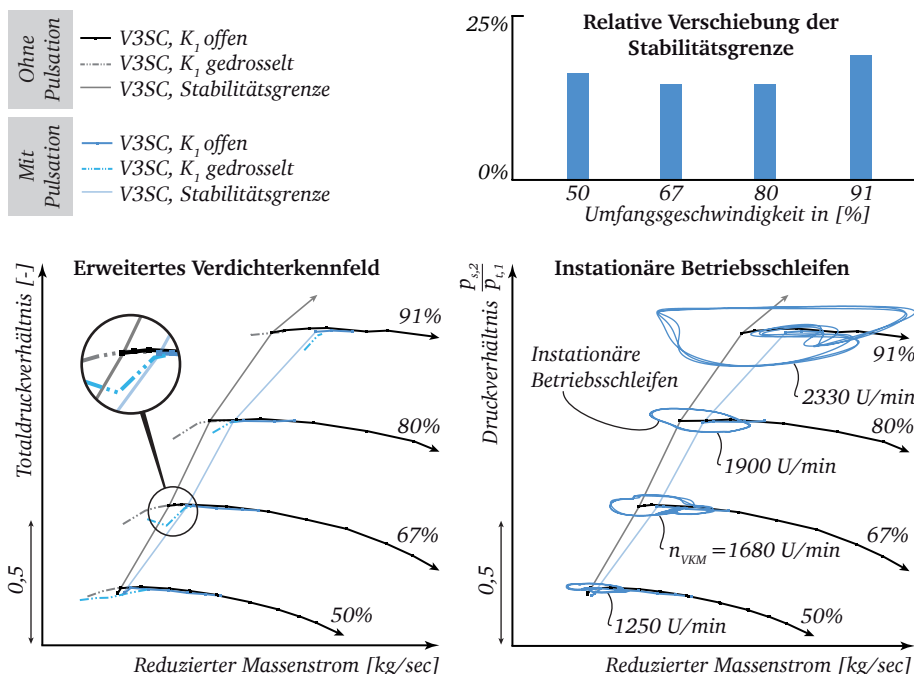 Ohne
Pulsation
V3SC, K1 offen
V3SC, K1 gedrosselt
V3SC, Stabilitätsgrenze
Mit
Pulsation
V3SC, K1 offen
V3SC, K1 gedrosselt
V3SC, Stabilitätsgrenze
Relative Verschiebung der
Stabilitätsgrenze
25%
0%
50 67 80 91
Umfangsgeschwindigkeit in [%]
Erweitertes Verdichterkennfeld
Totaldruckverhältnis [-]
0,5
91%
80%
67%
50%
Reduzierter Massenstrom [kg/sec]
Instationäre Betriebsschleifen
Druckverhältnis ps,2 / pt,1
0,5
Instationäre
Betriebsschleifen
91%
2330 U/min
80%
1900 U/min
67%
nVKM = 1680 U/min
50%
1250 U/min
Reduzierter Massenstrom [kg/sec]